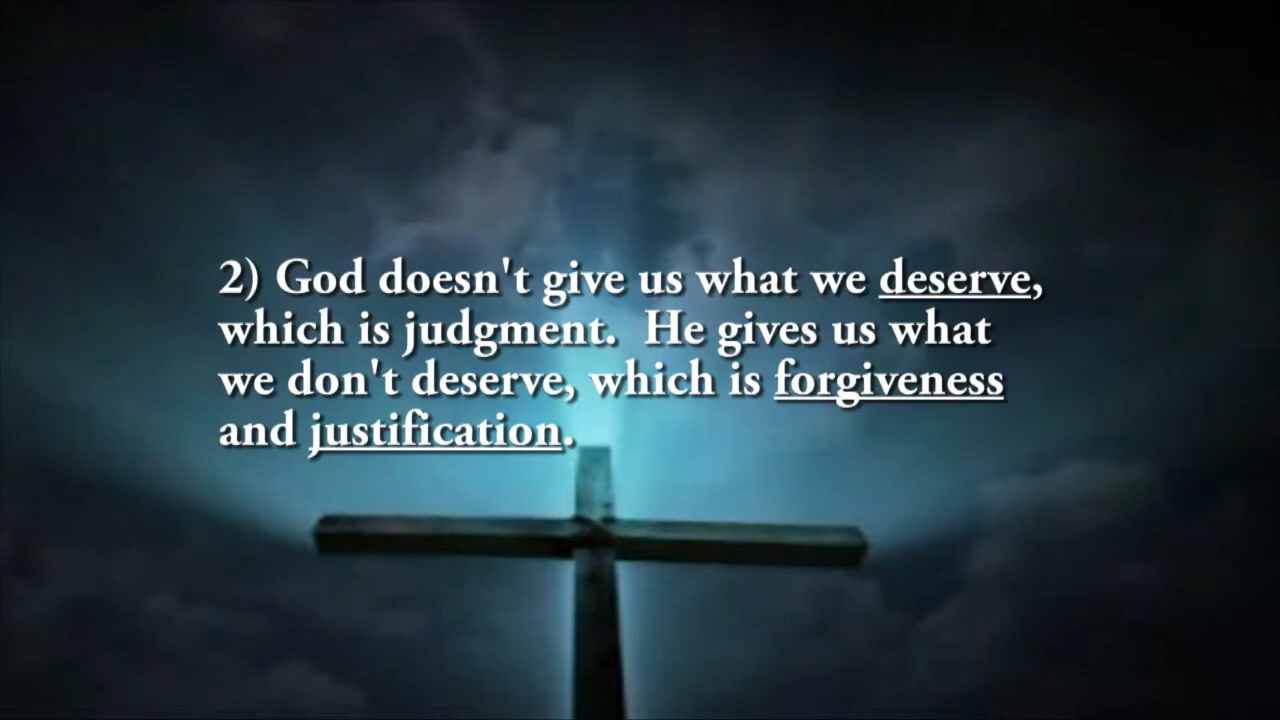 2) God doesn't give us what we deserve,
which is judgment.  He gives us what
we don't deserve, which is forgiveness
and justification.